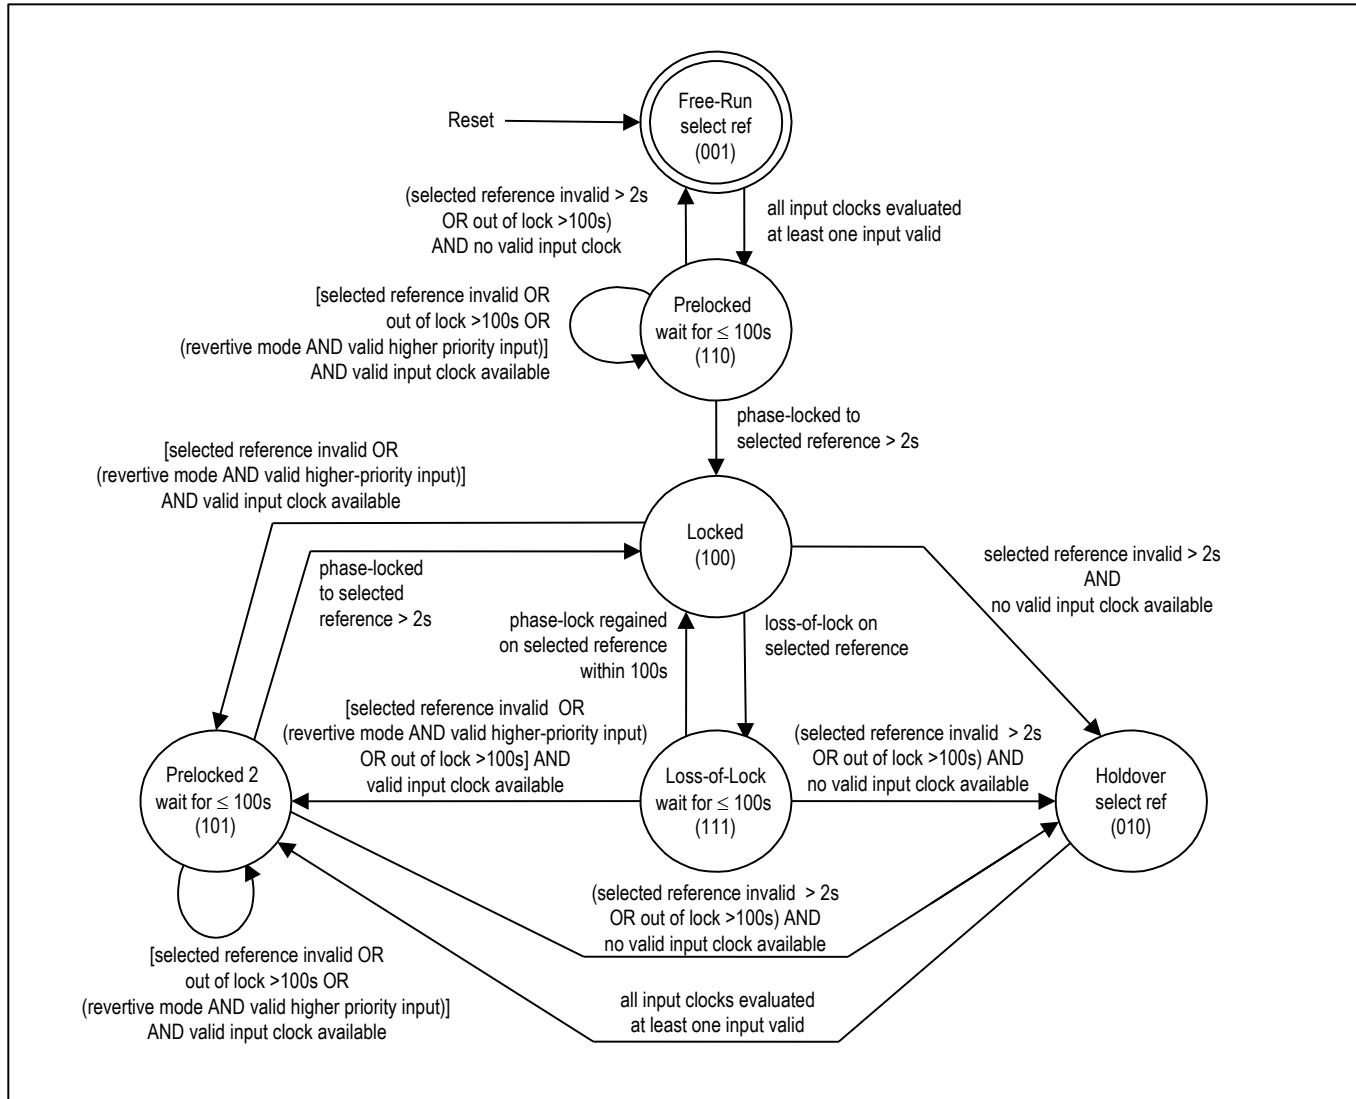 Free-Run
select ref
(001)
Reset
(selected reference invalid > 2s
OR out of lock >100s)
AND no valid input clock
all input clocks evaluated
at least one input valid
[selected reference invalid OR
out of lock >100s OR
(revertive mode AND valid higher priority input)]
AND valid input clock available
Prelocked
wait for ≤ 100s
(110)
phase-locked to
selected reference > 2s
[selected reference invalid OR
(revertive mode AND valid higher-priority input)]
AND valid input clock available
Locked
(100)
phase-locked
to selected
reference > 2s
selected reference invalid > 2s
AND
no valid input clock available
phase-lock regained
on selected reference
within 100s
loss-of-lock on
selected reference
[selected reference invalid OR
(revertive mode AND valid higher-priority input)
OR out of lock >100s] AND
valid input clock available
(selected reference invalid > 2s
OR out of lock >100s) AND
no valid input clock available
Prelocked 2
wait for ≤ 100s
(101)
Loss-of-Lock
wait for ≤ 100s
(111)
Holdover
select ref
(010)
(selected reference invalid > 2s
OR out of lock >100s) AND
no valid input clock available
[selected reference invalid OR
out of lock >100s OR
(revertive mode AND valid higher priority input)]
AND valid input clock available
all input clocks evaluated
at least one input valid